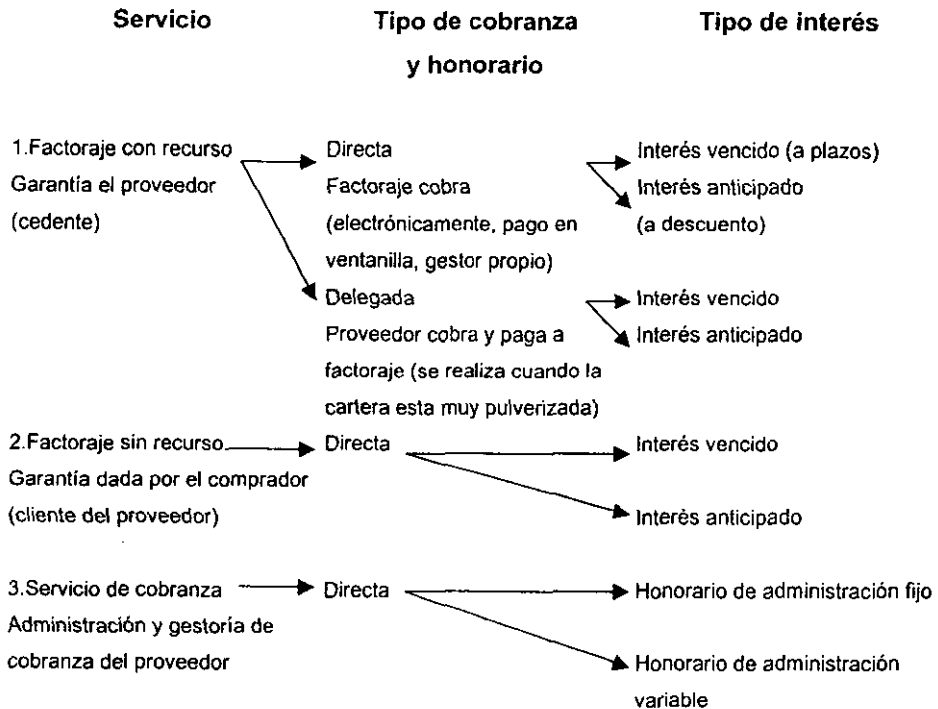 Servicio
Tipo de cobranza
y honorario
Tipo de interés
1.Factoraje con recurso
Garantía el proveedor
(cedente)
Directa
Factoraje cobra
(electrónicamente, pago en
ventanilla, gestor propio)
Interés vencido (a plazos)
Interés anticipado
(a descuento)
Delegada
Proveedor cobra y paga a
factoraje (se realiza cuando la
cartera esta muy pulverizada)
Interés vencido
Interés anticipado
2.Factoraje sin recurso
Garantía dada por el comprador
(cliente del proveedor)
Directa
Interés vencido
Interés anticipado
3.Servicio de cobranza
Administración y gestoría de
cobranza del proveedor
Directa
Honorario de administración fijo
Honorario de administración
variable